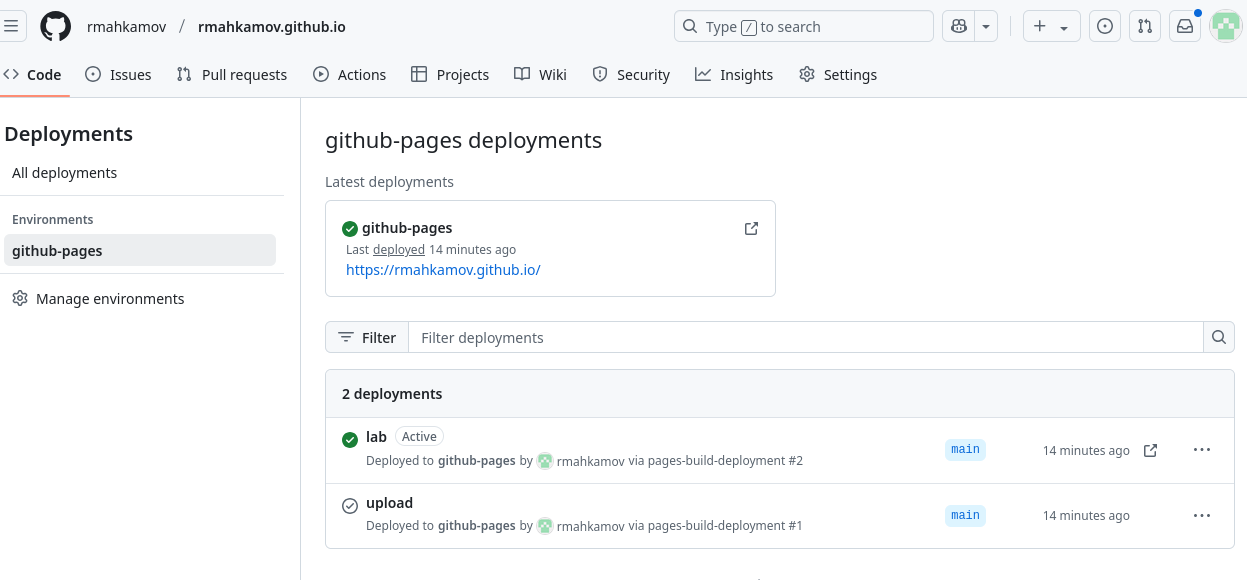 rmahkamov / rmahkamov.github.io
Type / to search
Code Issues Pull requests Actions Projects Wiki Security Insights Settings
Deployments
All deployments
Environments
github-pages
Manage environments
github-pages deployments
Latest deployments
github-pages
Last deployed 14 minutes ago
https://rmahkamov.github.io/
Filter Filter deployments
2 deployments
lab Active
Deployed to github-pages by rmahkamov via pages-build-deployment #2
main 14 minutes ago
upload
Deployed to github-pages by rmahkamov via pages-build-deployment #1
main 14 minutes ago